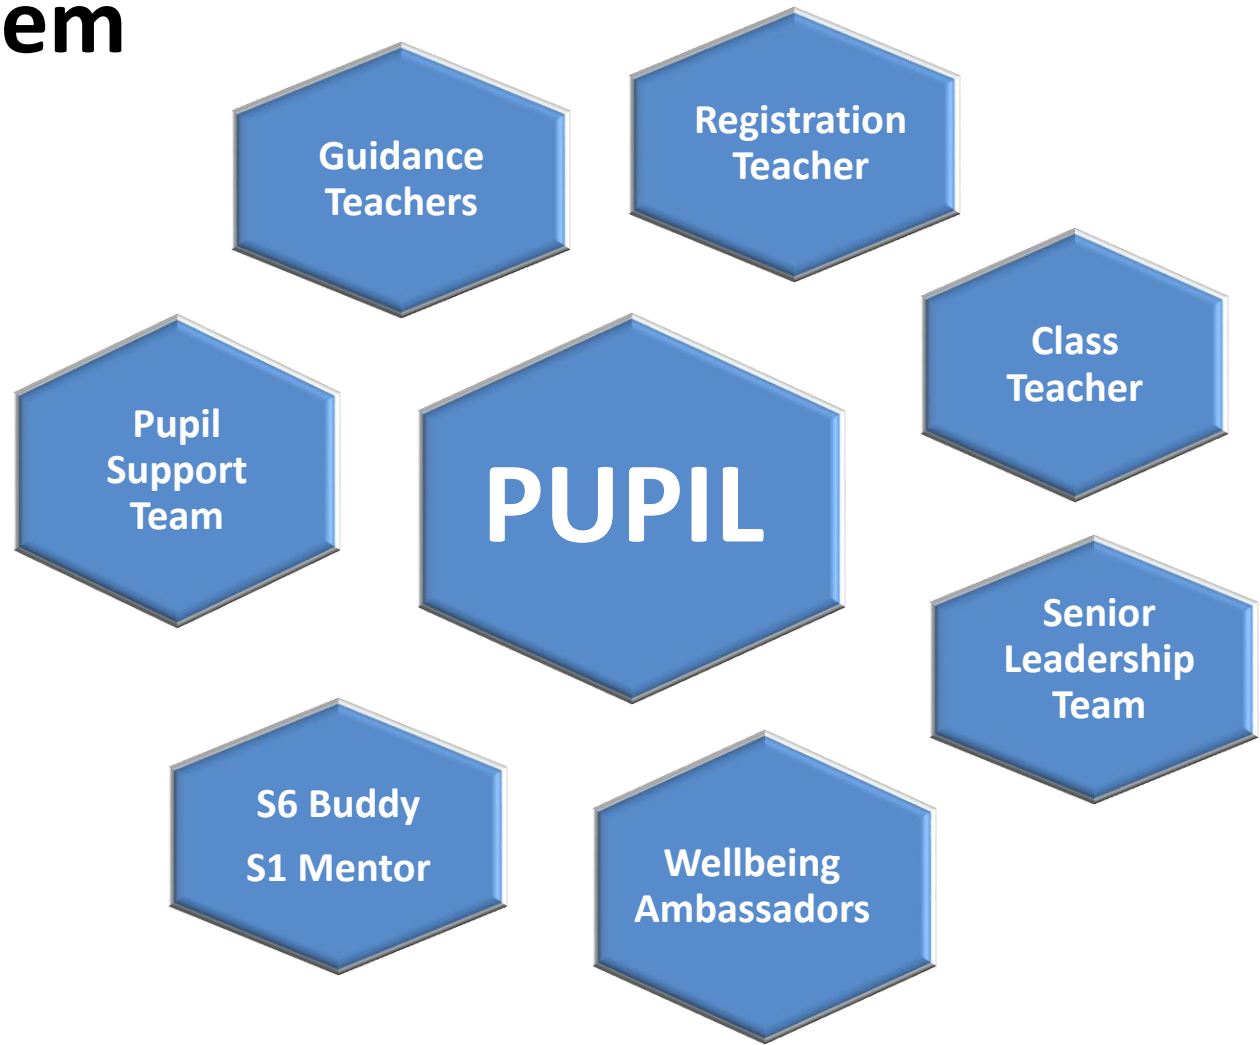 em
Guidance
Teachers
Registration
Teacher
Class
Teacher
Pupil
Support
Team
PUPIL
Senior
Leadership
Team
S6 Buddy
S1 Mentor
Wellbeing
Ambassadors